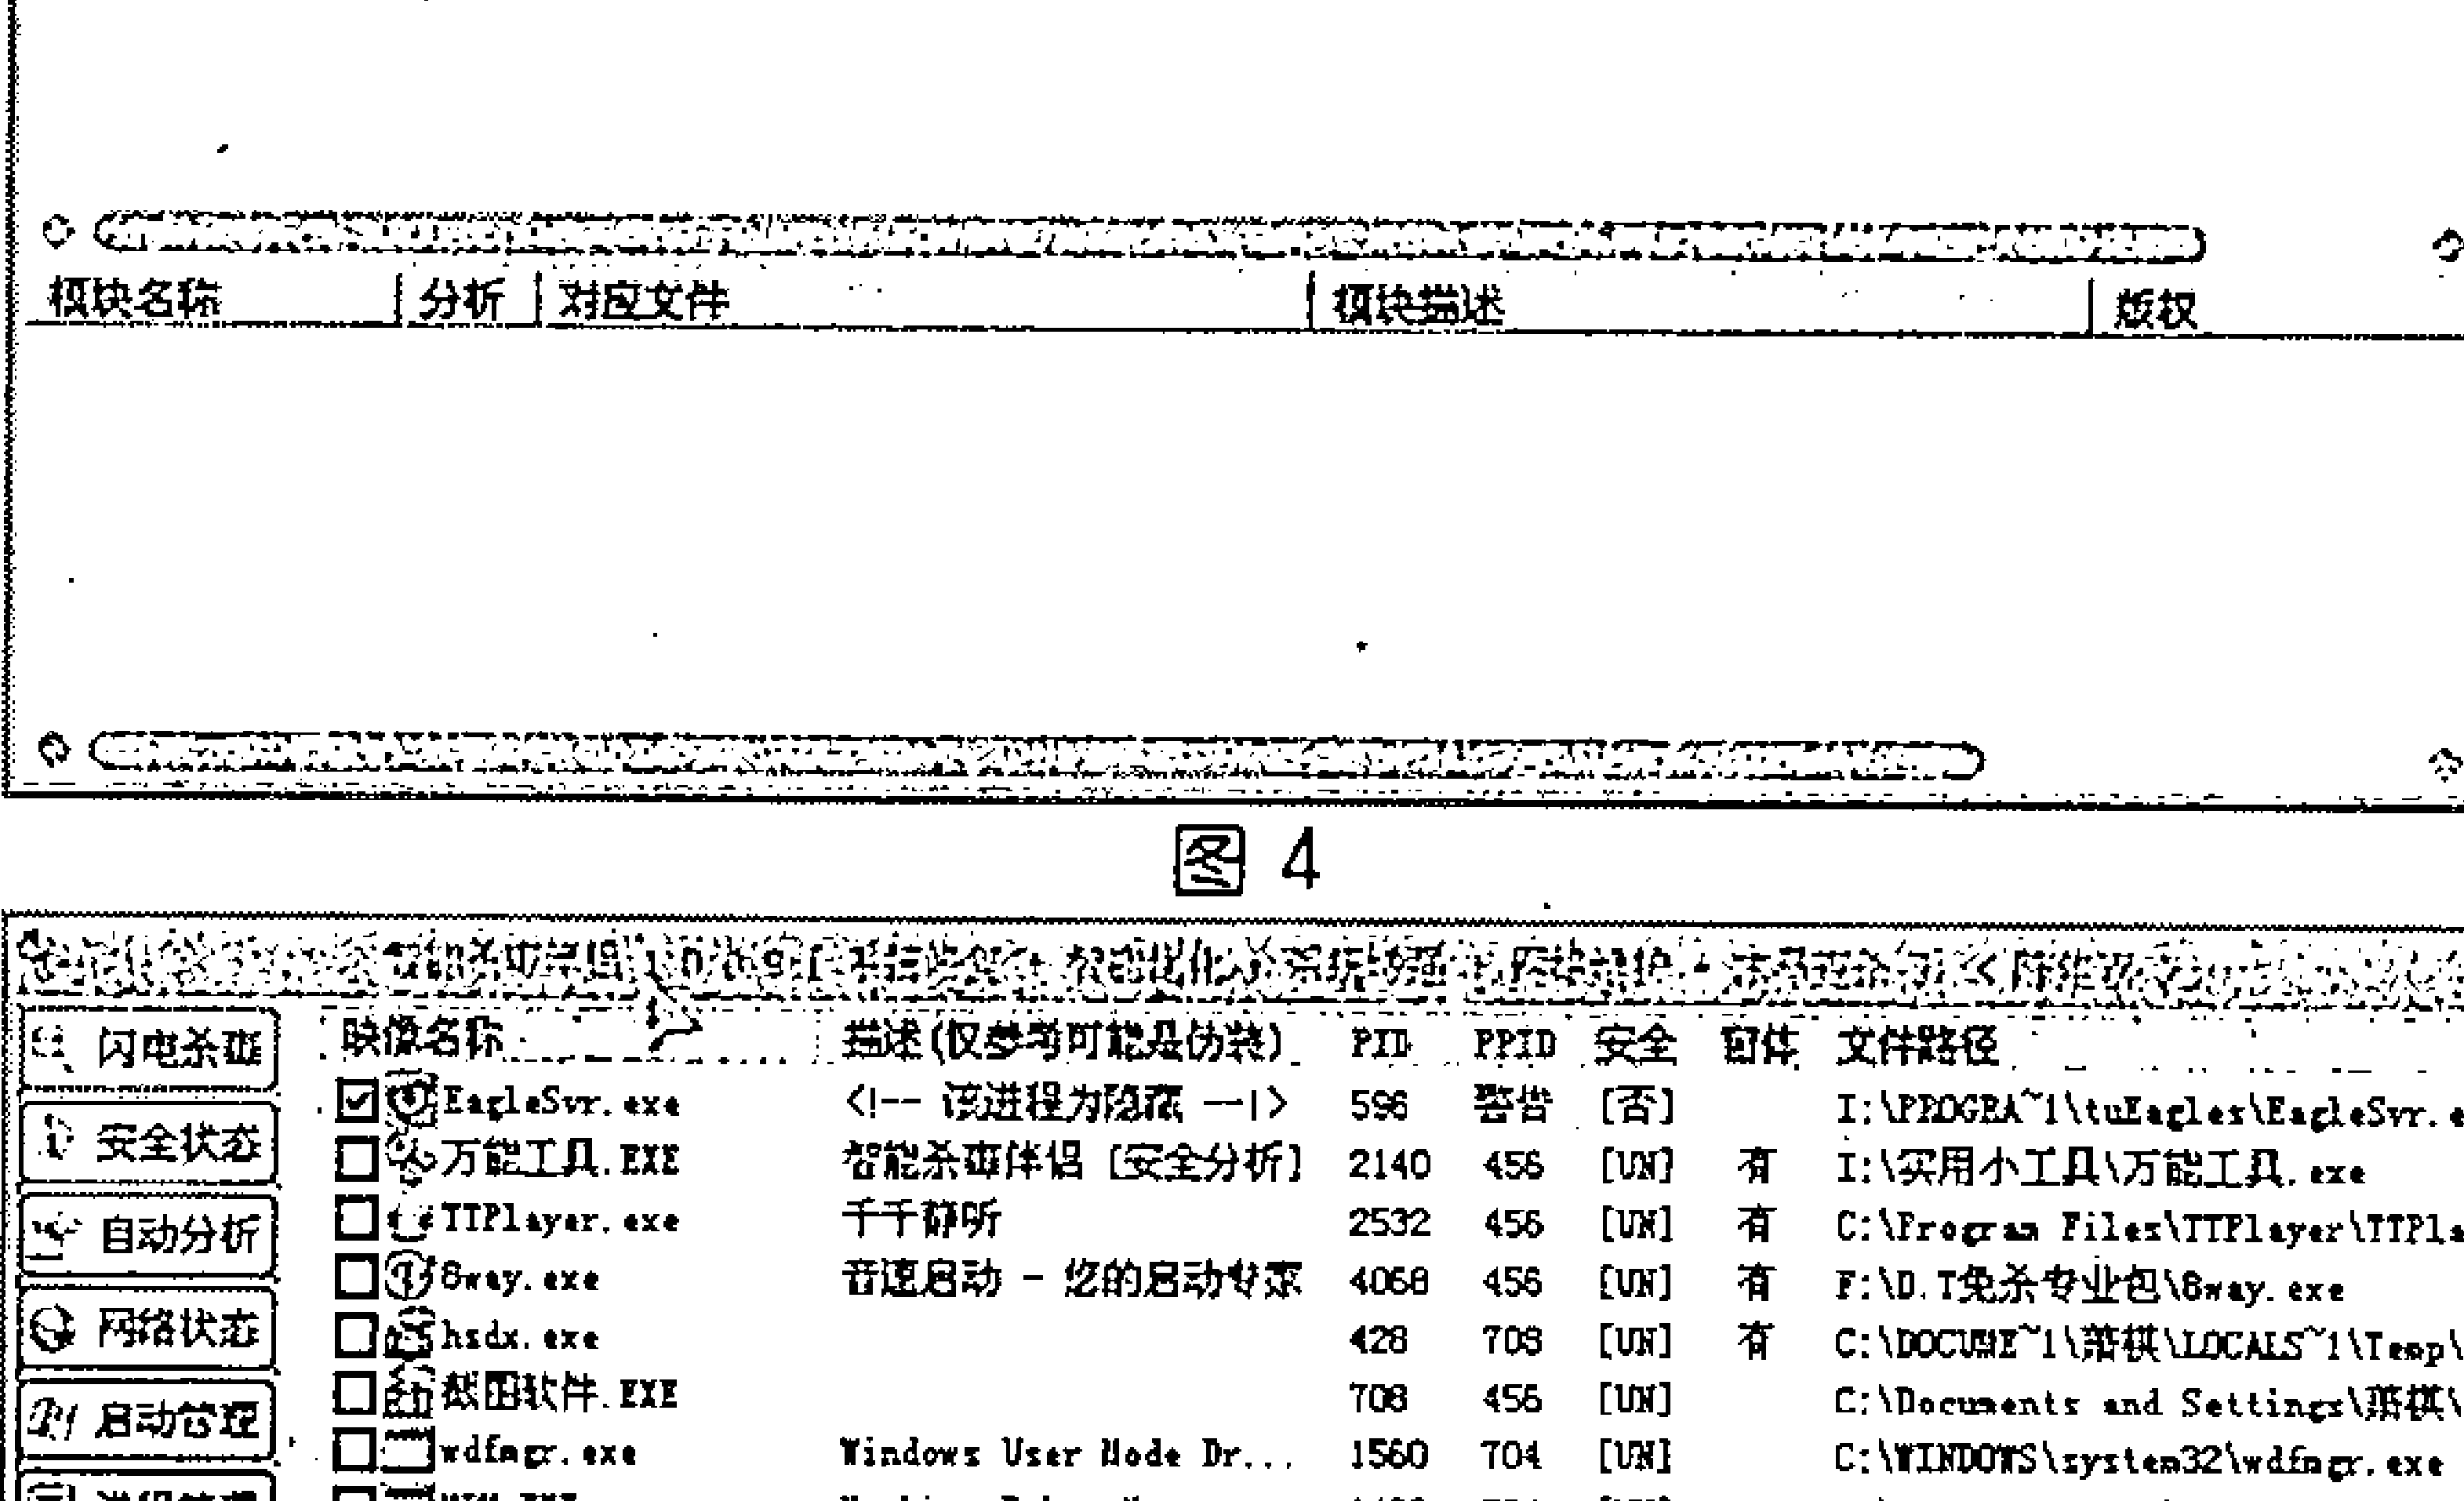 模块名称 分析 对应文件 模块描述 版权
图 4
映像名称 描述(仅参考可能是伪装) PID PPID 安全 窗体 文件路径
闪电杀毒
EagleSvr.exe <!-- 该进程为隐藏 --!> 596 警告 [否] I:\PROGRA~1\tuEagles\EagleSvr.e
安全状态
万能工具.EXE 智能杀毒伴侣 [安全分析] 2140 456 [UN] 有 I:\实用小工具\万能工具.exe
自动分析
TTPlayer.exe 千千静听 2532 456 [UN] 有 C:\Program Files\TTPlayer\TTPla
8way.exe 音速启动 - 您的启动专家 4068 456 [UN] 有 F:\D.T免杀专业包\8way.exe
网络状态
hsdx.exe 428 708 [UN] 有 C:\DOCUME~1\萧祺\LOCALS~1\Temp\
启动管理
截图软件.EXE 708 456 [UN] C:\Documents and Settings\萧祺\
wdfmgr.exe Windows User Mode Dr... 1560 704 [UN] C:\WINDOWS\system32\wdfmgr.exe